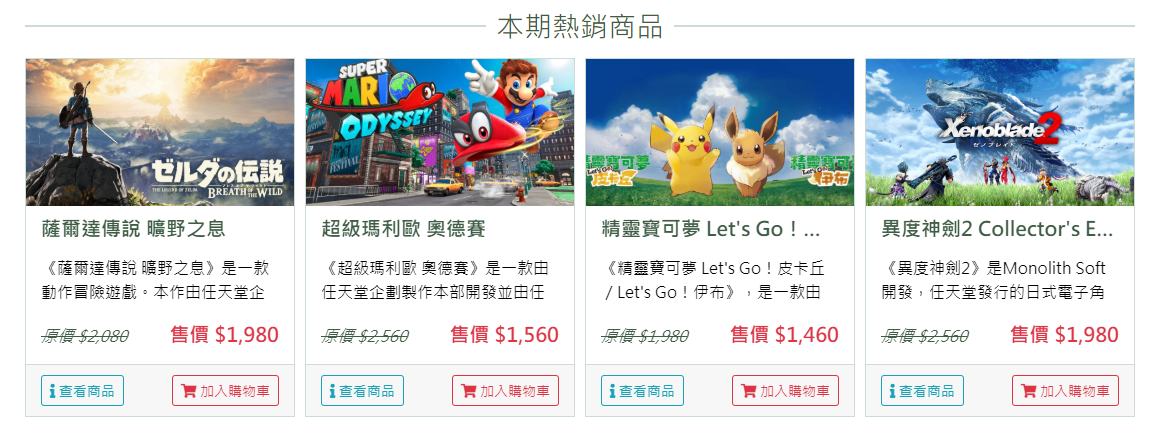 本期熱銷商品
ゼルダの伝説
THE LEGEND OF ZELDA
BREATH OF THE WILD
薩爾達傳說 曠野之息
《薩爾達傳說 曠野之息》是一款
動作冒險遊戲。本作由任天堂企
原價 $2,080
售價 $1,980
查看商品
加入購物車
SUPER
MARIO
ODYSSEY
超級瑪利歐 奧德賽
《超級瑪利歐 奧德賽》是一款由
任天堂企劃製作本部開發並由任
原價 $2,560
售價 $1,560
查看商品
加入購物車
精靈寶可夢
Let's Go!
皮卡丘
精靈寶可
Let's Go!
伊布
精靈寶可夢 Let's Go！...
《精靈寶可夢 Let's Go！皮卡丘
/ Let's Go！伊布》，是一款由
原價 $1,980
售價 $1,460
查看商品
加入購物車
Xenoblade2
ゼノブレイド
異度神劍2 Collector's E...
《異度神劍2》是Monolith Soft
開發，任天堂發行的日式電子角
原價 $2,560
售價 $1,980
查看商品
加入購物車